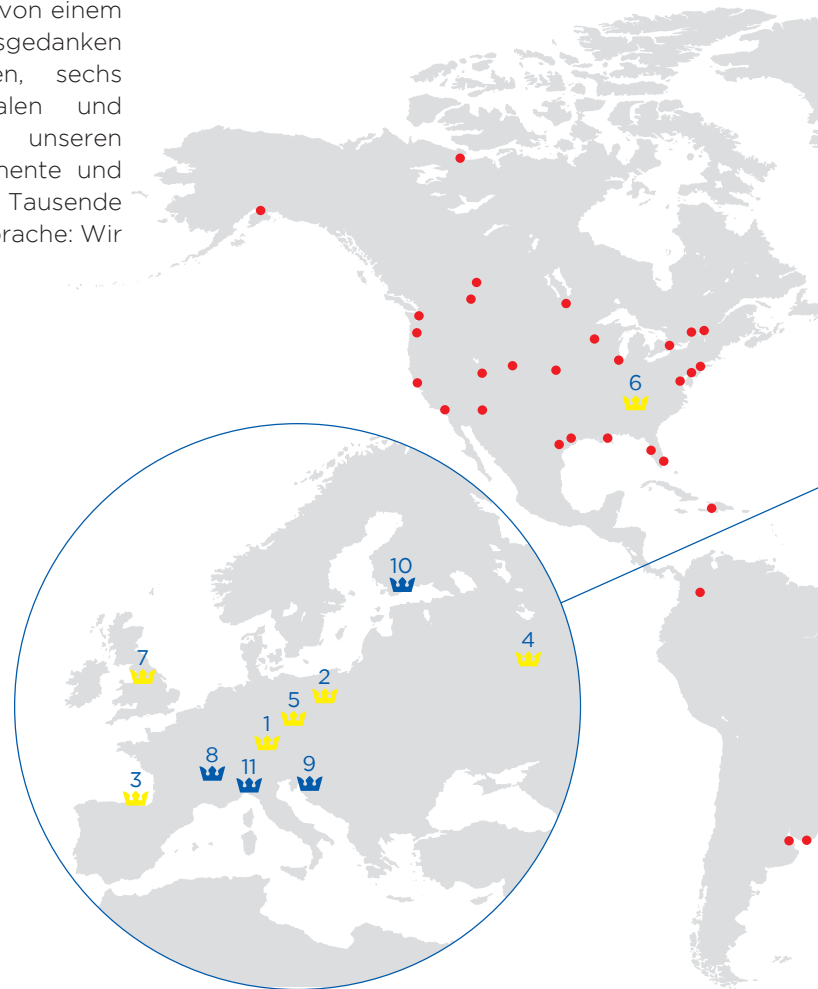 von einem
sgedanken
en, sechs
alen und
unseren
mente und
Tausende
rache: Wir
6
10
4
7
2
5
1
8
11
9
3